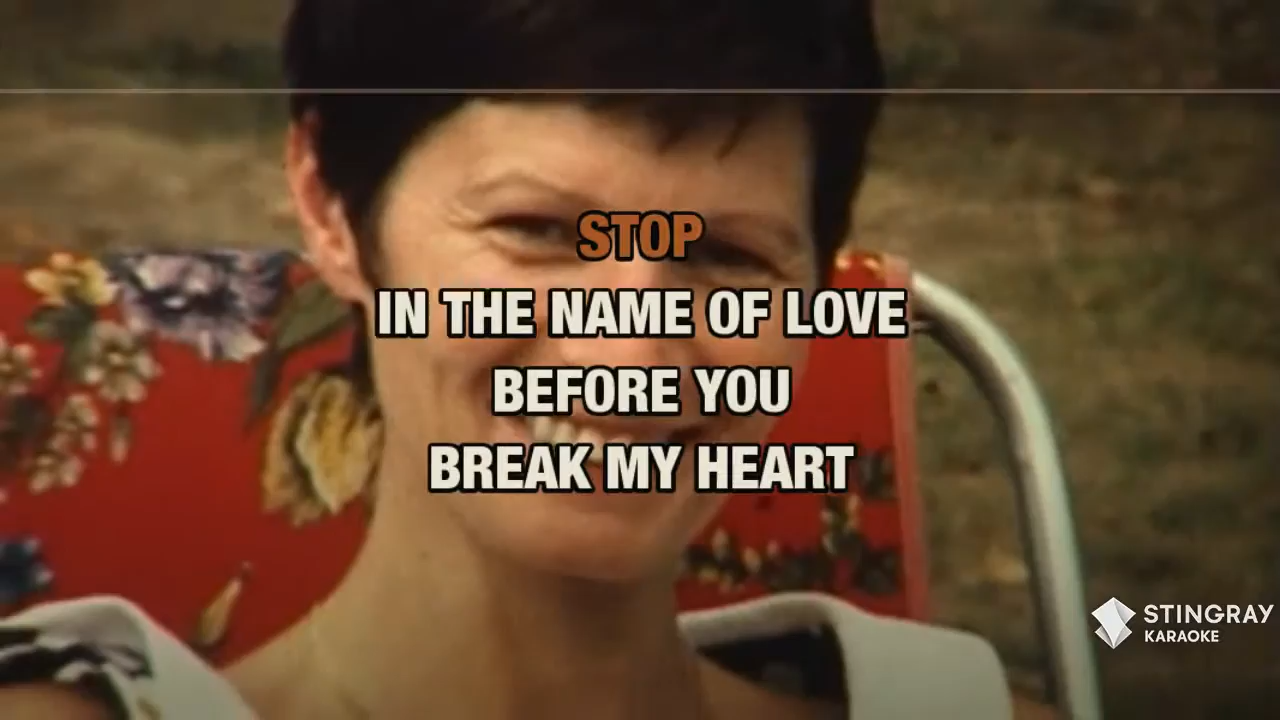 STOP
IN THE NAME OF LOVE
BEFORE YOU
BREAK MY HEART
STINGRAY
KARAOKE